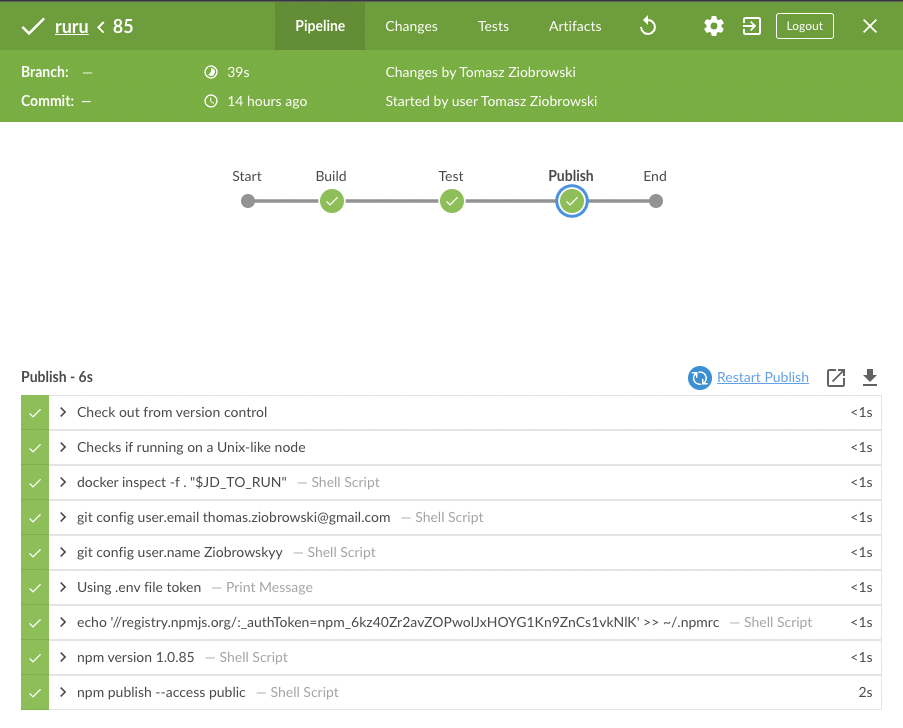 ruru < 85
Pipeline
Changes
Tests
Artifacts
Logout
Branch: —
39s
Changes by Tomasz Ziobrowski
Commit: —
14 hours ago
Started by user Tomasz Ziobrowski
Start
Build
Test
Publish
End
Publish - 6s
Restart Publish
Check out from version control <1s
Checks if running on a Unix-like node <1s
docker inspect -f . "$JD_TO_RUN" — Shell Script <1s
git config user.email thomas.ziobrowski@gmail.com — Shell Script <1s
git config user.name Ziobrowskyy — Shell Script <1s
Using .env file token — Print Message <1s
echo '//registry.npmjs.org/:_authToken=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' >> ~/.npmrc — Shell Script <1s
npm version 1.0.85 — Shell Script <1s
npm publish --access public — Shell Script 2s